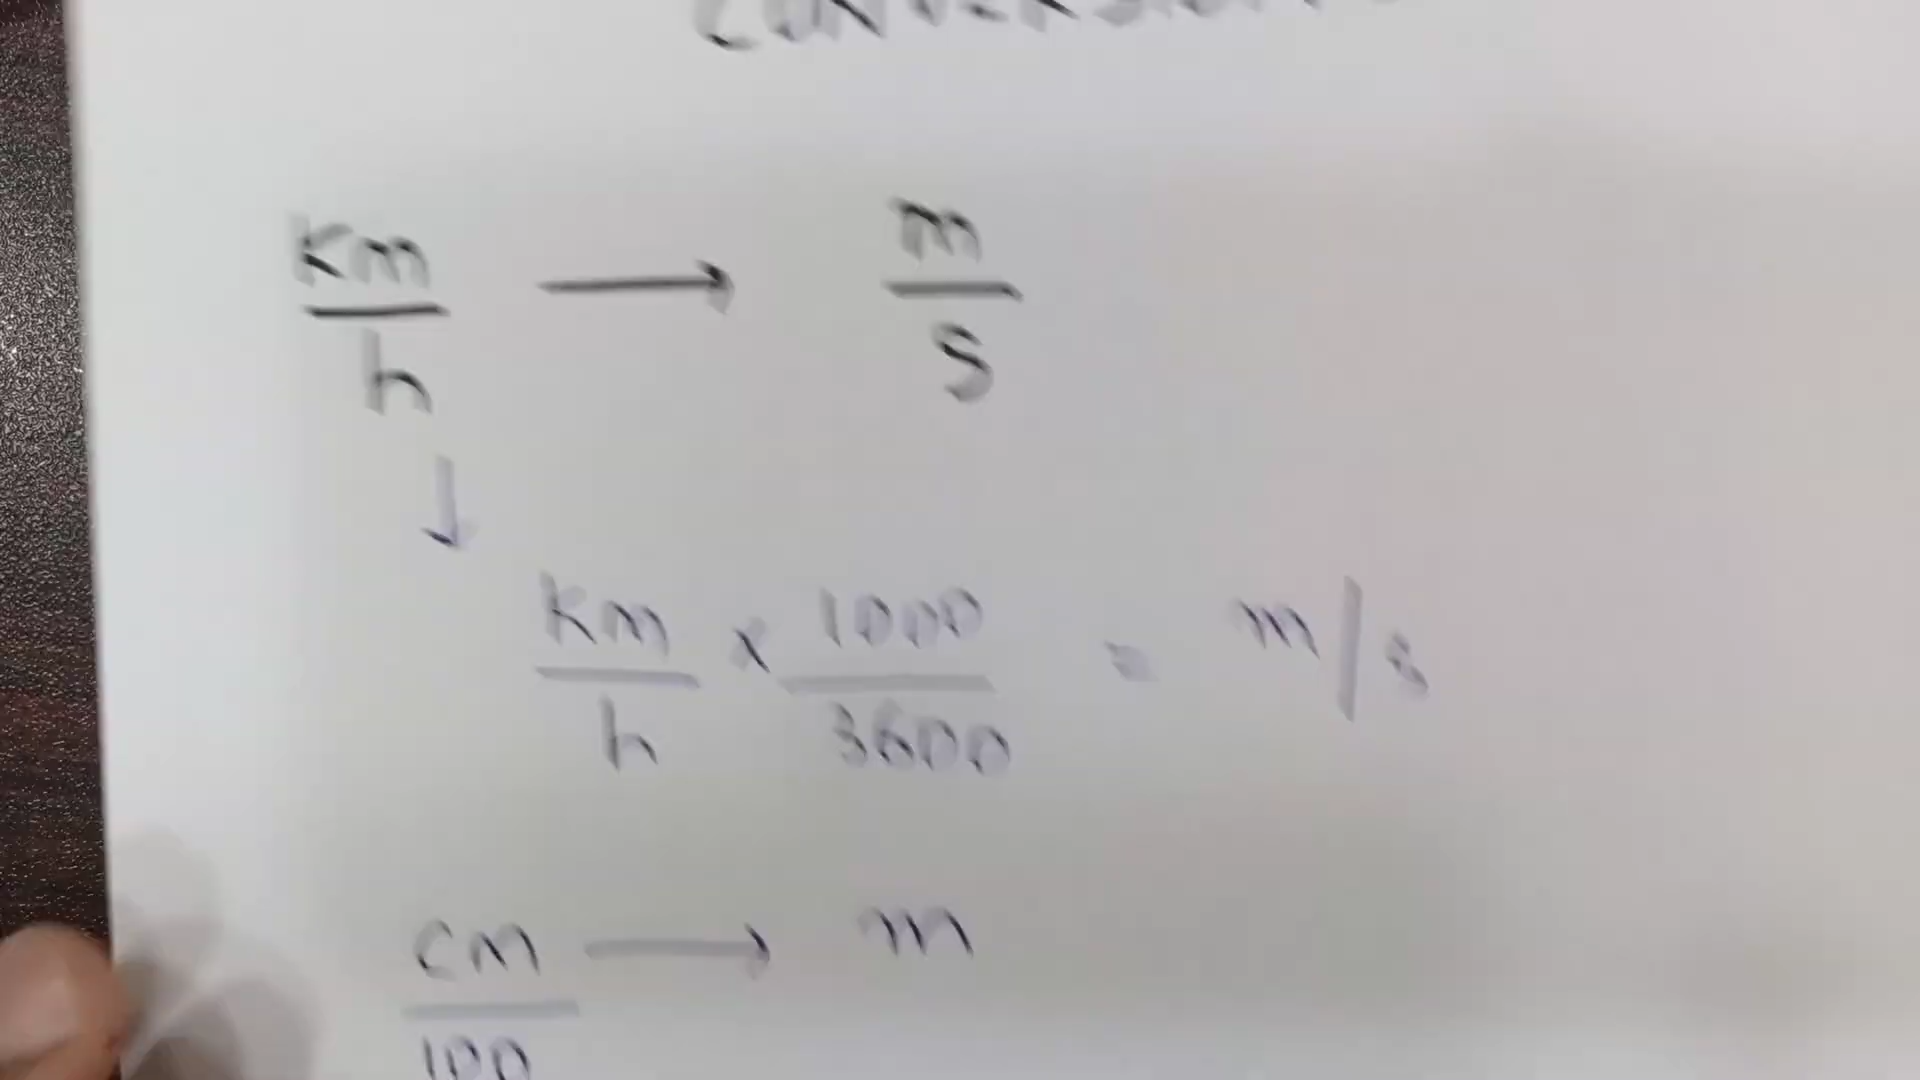 km/h → m/s
↓
km/h x 1000/3600 = m/s
cm/100 → m